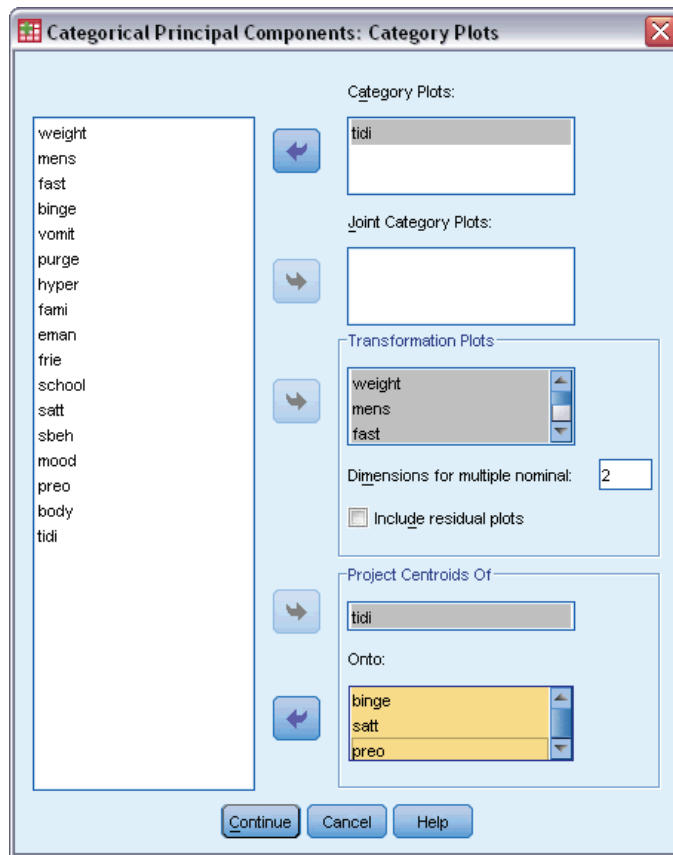 Categorical Principal Components: Category Plots
weight
mens
fast
binge
vomit
purge
hyper
fami
eman
frie
school
satt
sbeh
mood
preo
body
tidi
Category Plots:
tidi
Joint Category Plots:
Transformation Plots
weight
mens
fast
Dimensions for multiple nominal:
2
Include residual plots
Project Centroids Of
tidi
Onto:
binge
satt
preo
Continue
Cancel
Help